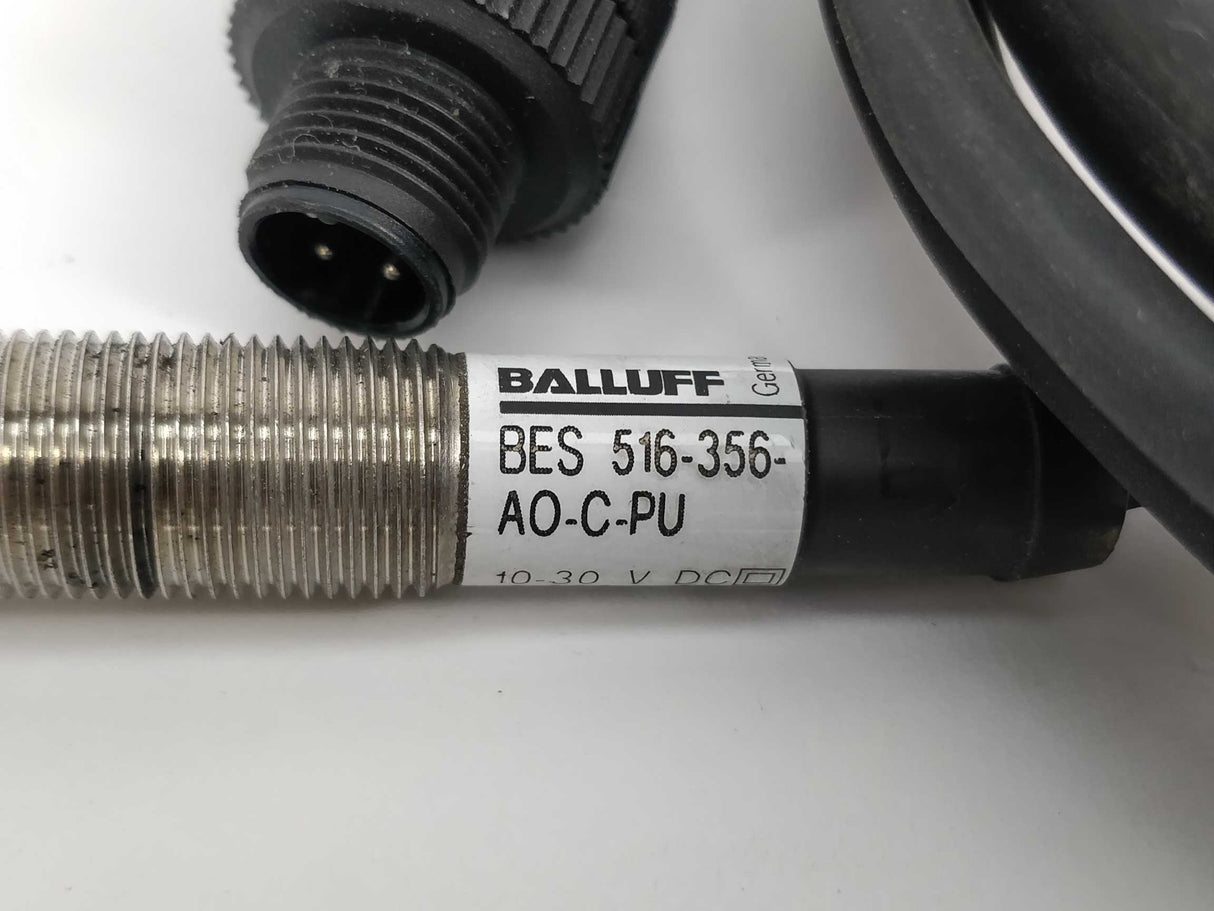 BALLUFF
BES 516-356-
AO-C-PU
10-30 V DC